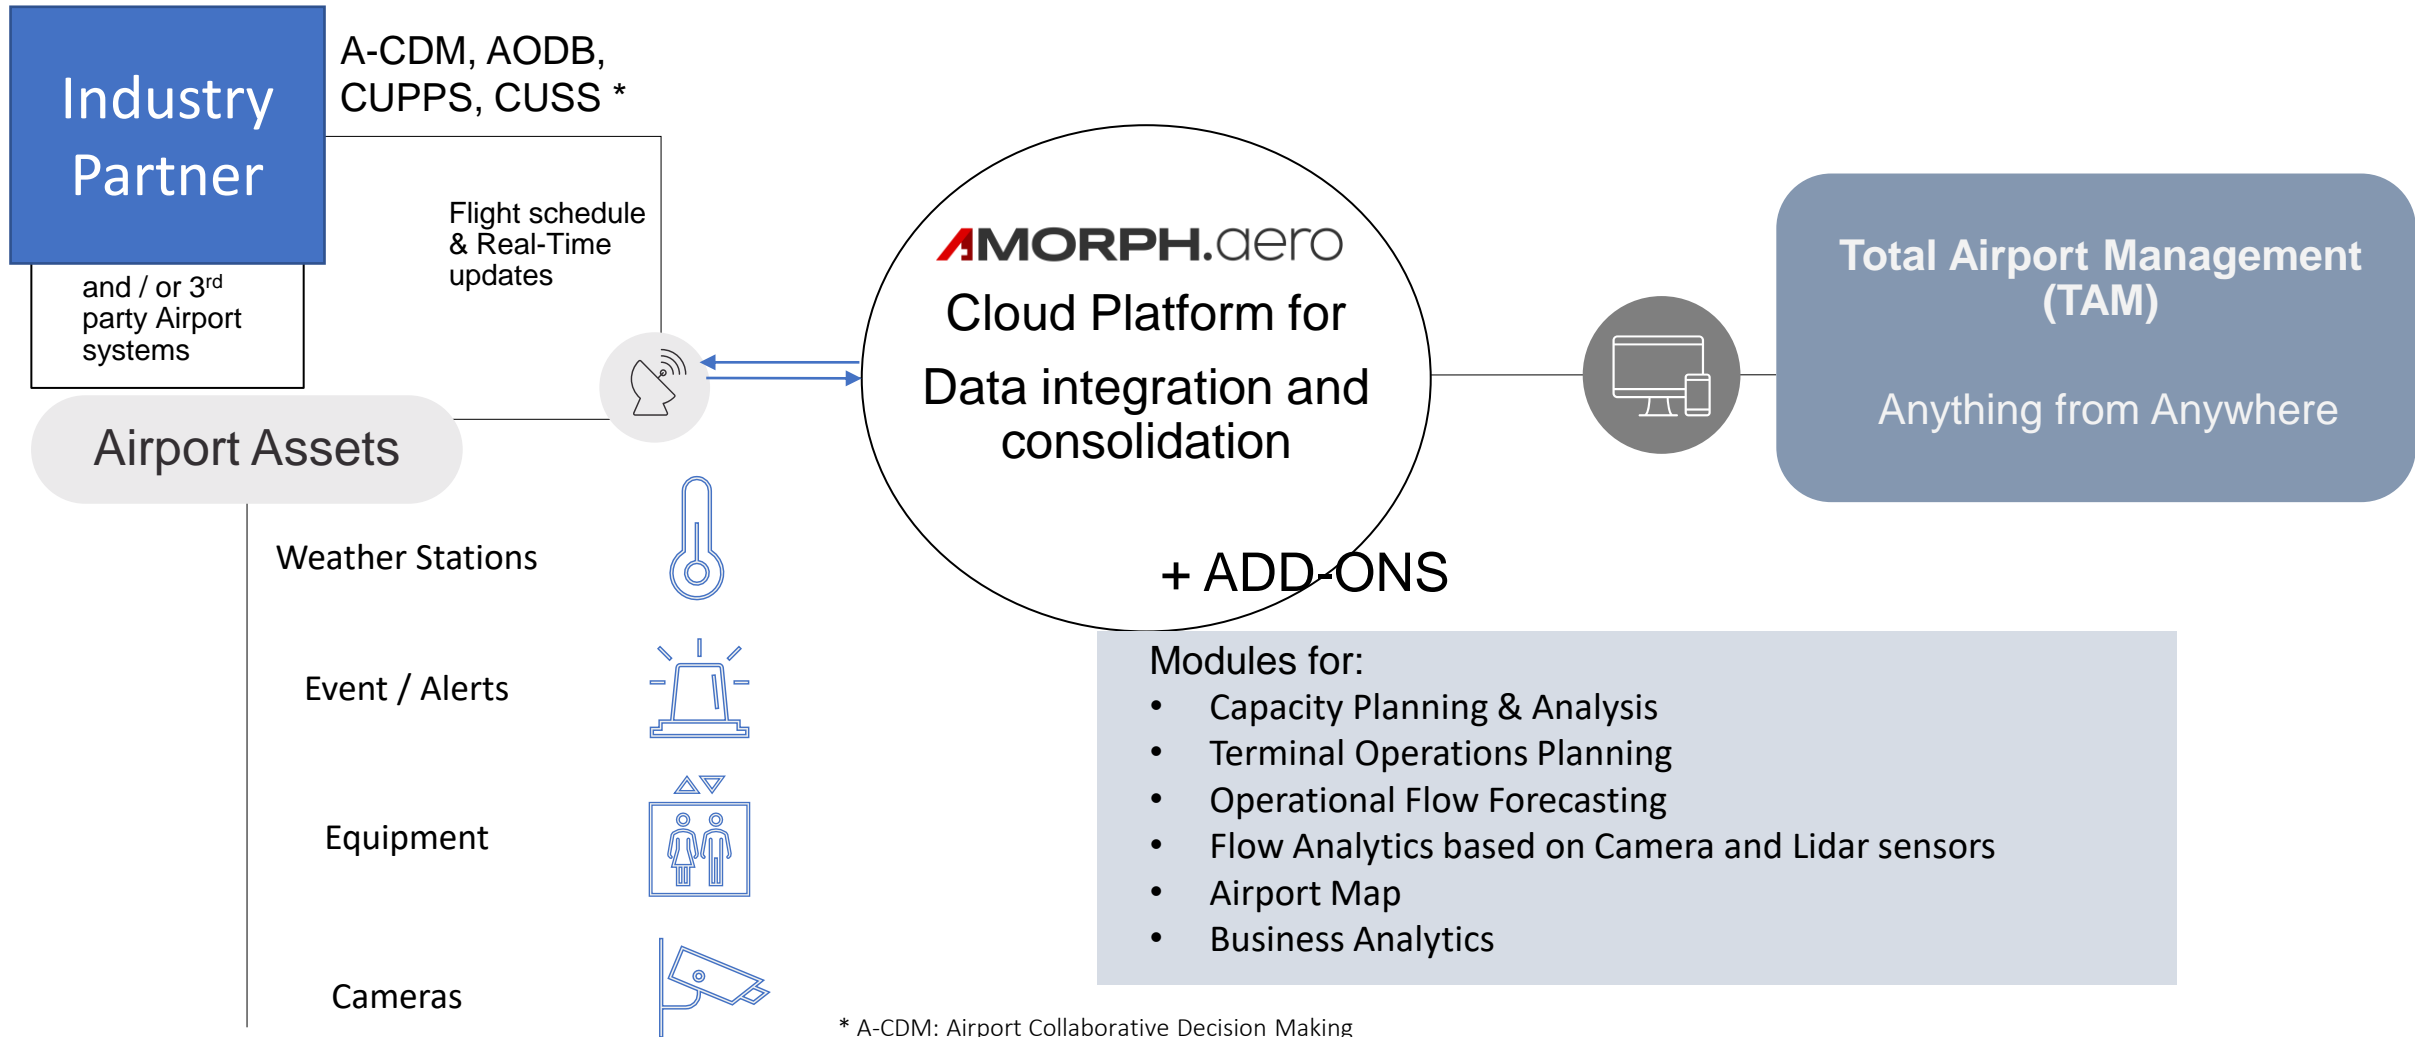 Industry
Partner
and / or 3rd
party Airport
systems
A-CDM, AODB,
CUPPS, CUSS *
Flight schedule
& Real-Time
updates
Airport Assets
Weather Stations
Event / Alerts
Equipment
Cameras
AMORPH.aero
Cloud Platform for
Data integration and
consolidation
+ ADD-ONS
Modules for:
• Capacity Planning & Analysis
• Terminal Operations Planning
• Operational Flow Forecasting
• Flow Analytics based on Camera and Lidar sensors
• Airport Map
• Business Analytics
Total Airport Management
(TAM)
Anything from Anywhere
* A-CDM: Airport Collaborative Decision Making